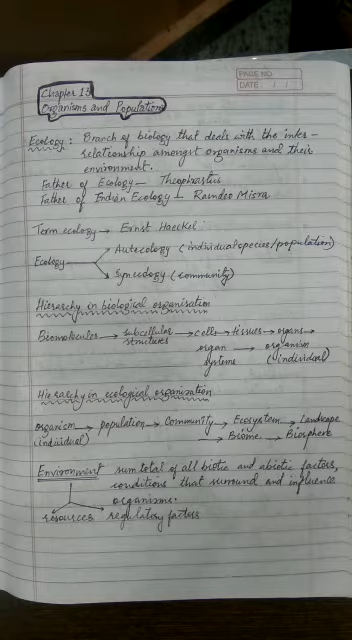 PAGE NO.
DATE: / /
Chapter 13
Organisms and Populations
Ecology: Branch of biology that deals with the inter-
relationship amongst organisms and their
environment.
Father of Ecology — Theophrastus
Father of Indian Ecology — Ramdeo Misra
Term ecology → Ernst Haeckel
Autecology (individual species/population)
Ecology
Synecology (community)
Hierarchy in biological organisation
Biomolecules → subcellular structures → cells → tissues → organs →
organ systems → organism (individual)
Hierarchy in ecological organization
organism (individual) → population → Community → Ecosystem → Landscape
→ Biome → Biosphere
Environment sum total of all biotic and abiotic factors,
conditions that surround and influence
organisms.
resources regulatory factors